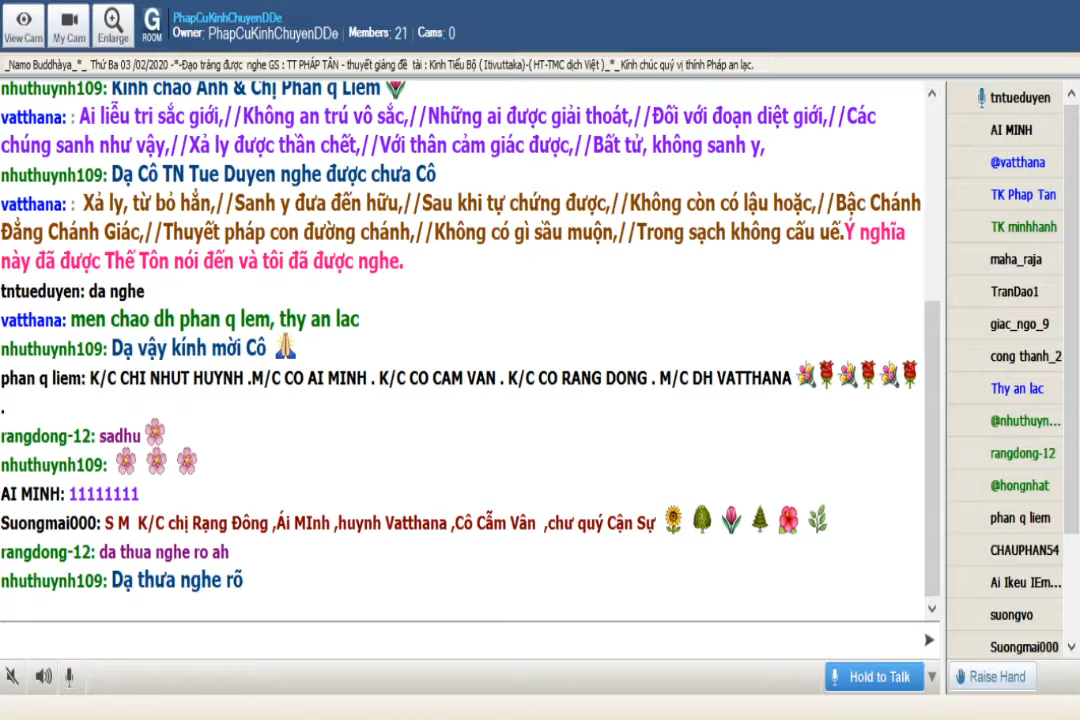 PhapCuKinhChuyenDDe
View Cam
My Cam
Enlarge
G
ROOM
Owner: PhapCuKinhChuyenDDe Members: 21 Cams: 0
_Namo Buddhàya_*_ Thứ Ba 03 /02/2020 -*-Đạo tràng được nghe GS : TT PHÁP TÂN - thuyết giảng đề tài : Kinh Tiểu Bộ ( Itivuttaka)-( HT-TMC dịch Việt )_*_Kính chúc quý vị thính Pháp an lạc.
nhuthuynh109: Kính chào Anh & Chị Phan q Liêm
vatthana: : Ai liễu tri sắc giới,//Không an trú vô sắc,//Những ai được giải thoát,//Đối với đoạn diệt giới,//Các
chúng sanh như vậy,//Xả ly được thần chết,//Với thân cảm giác được,//Bất tử, không sanh y,
nhuthuynh109: Dạ Cô TN Tue Duyen nghe được chưa Cô
vatthana: : Xả ly, từ bỏ hẳn,//Sanh y đưa đến hữu,//Sau khi tự chứng được,//Không còn có lậu hoặc,//Bậc Chánh
Đẳng Chánh Giác,//Thuyết pháp con đường chánh,//Không có gì sầu muộn,//Trong sạch không cấu uế.Ý nghĩa
này đã được Thế Tôn nói đến và tôi đã được nghe.
tntueduyen: da nghe
vatthana: men chao dh phan q lem, thy an lac
nhuthuynh109: Dạ vậy kính mời Cô
phan q liem: K/C CHI NHUT HUYNH .M/C CO AI MINH . K/C CO CAM VAN . K/C CO RANG DONG . M/C DH VATTHANA
.
rangdong-12: sadhu
nhuthuynh109:
AI MINH: 11111111
Suongmai000: S M K/C chị Rạng Đông ,Ái MInh ,huynh Vatthana ,Cô Cẩm Vân ,chư quý Cận Sự
rangdong-12: da thua nghe ro ah
nhuthuynh109: Dạ thưa nghe rõ
tntueduyen
AI MINH
@vatthana
TK Phap Tan
TK minhhanh
maha_raja
TranDao1
giac_ngo_9
cong thanh_2
Thy an lac
@nhuthuyn...
rangdong-12
@hongnhat
phan q liem
CHAUPHAN54
Ai Ikeu IEm...
suongvo
Suongmai000
Hold to Talk
Raise Hand